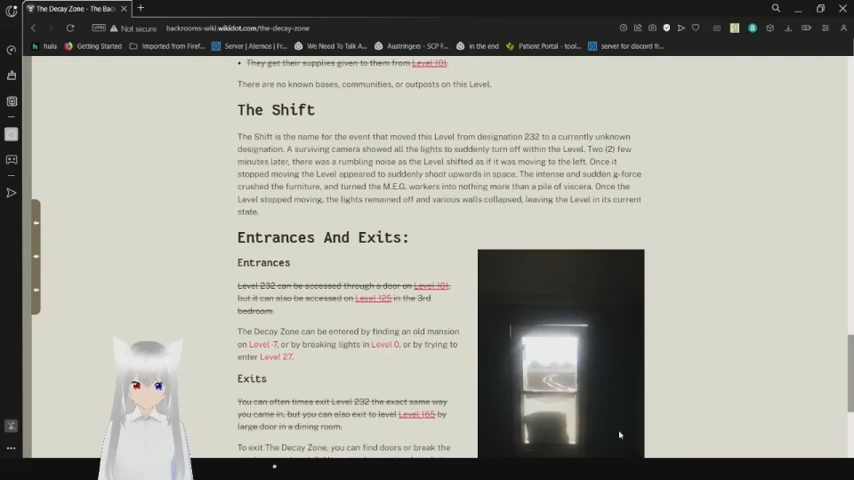 The Decay Zone - The Bac
Not secure
backrooms-wiki.wikidot.com/the-decay-zone
hulu
Getting Started
Imported from Firef...
Server | Aternos | Fr...
We Need To Talk A...
Austringers - SCP F...
in the end
Patient Portal - tool...
server for discord fr...
They get their supplies given to them from Level 101.
There are no known bases, communities, or outposts on this Level.
The Shift
The Shift is the name for the event that moved this Level from designation 232 to a currently unknown
designation. A surviving camera showed all the lights to suddenly turn off within the Level. Two (2) few
minutes later, there was a rumbling noise as the Level shifted as if it was moving to the left. Once it
stopped moving the Level appeared to suddenly shoot upwards in space. The intense and sudden g-force
crushed the furniture, and turned the M.E.G. workers into nothing more than a pile of viscera. Once the
Level stopped moving, the lights remained off and various walls collapsed, leaving the Level in its current
state.
Entrances And Exits:
Entrances
Level 232 can be accessed through a door on Level 101,
but it can also be accessed on Level 125 in the 3rd
bedroom.
The Decay Zone can be entered by finding an old mansion
on Level -7, or by breaking lights in Level 0, or by trying to
enter Level 27.
Exits
You can often times exit Level 232 the exact same way
you came in, but you can also exit to level Level 165 by
large door in a dining room.
To exit The Decay Zone, you can find doors or break the